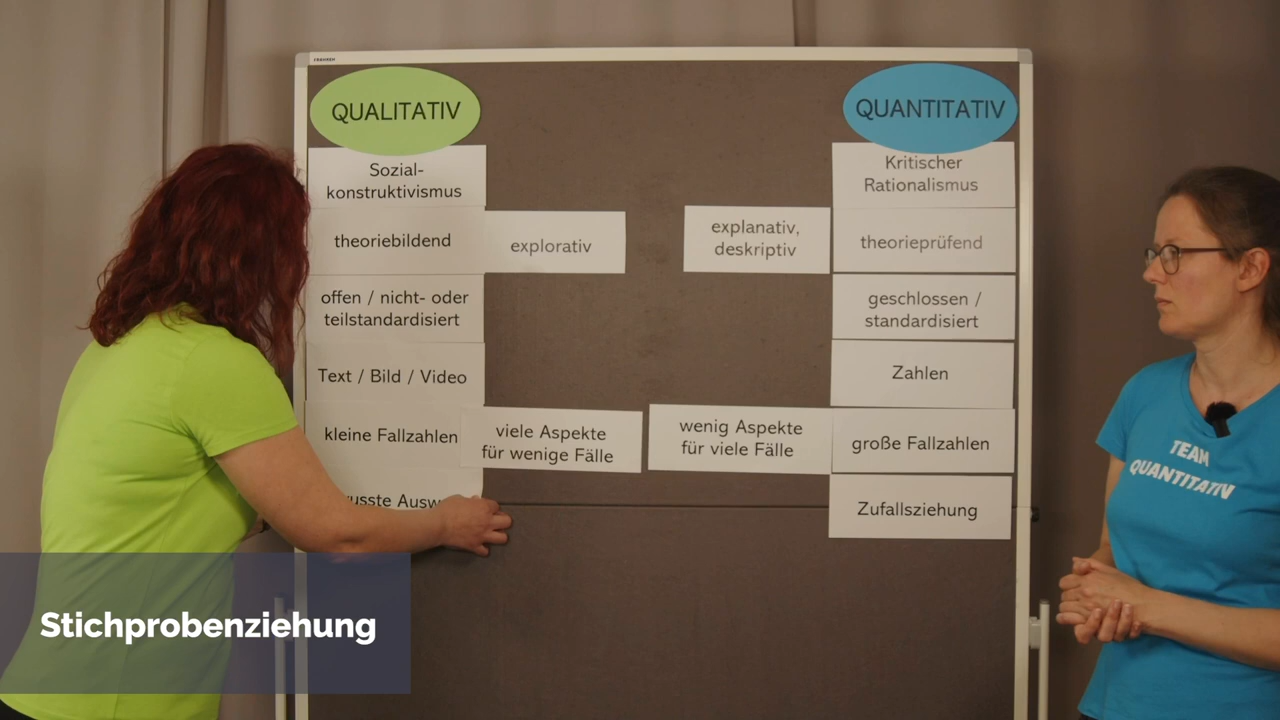 QUALITATIV
Sozial-
konstruktivismus
theoriebildend
explorativ
offen / nicht- oder
teilstandardisiert
Text / Bild / Video
kleine Fallzahlen
viele Aspekte
für wenige Fälle
QUANTITATIV
Kritischer
Rationalismus
explanativ,
deskriptiv
theorieprüfend
geschlossen /
standardisiert
Zahlen
wenig Aspekte
für viele Fälle
große Fallzahlen
Zufallsziehung
TEAM
QUANTITATIV
Stichprobenziehung